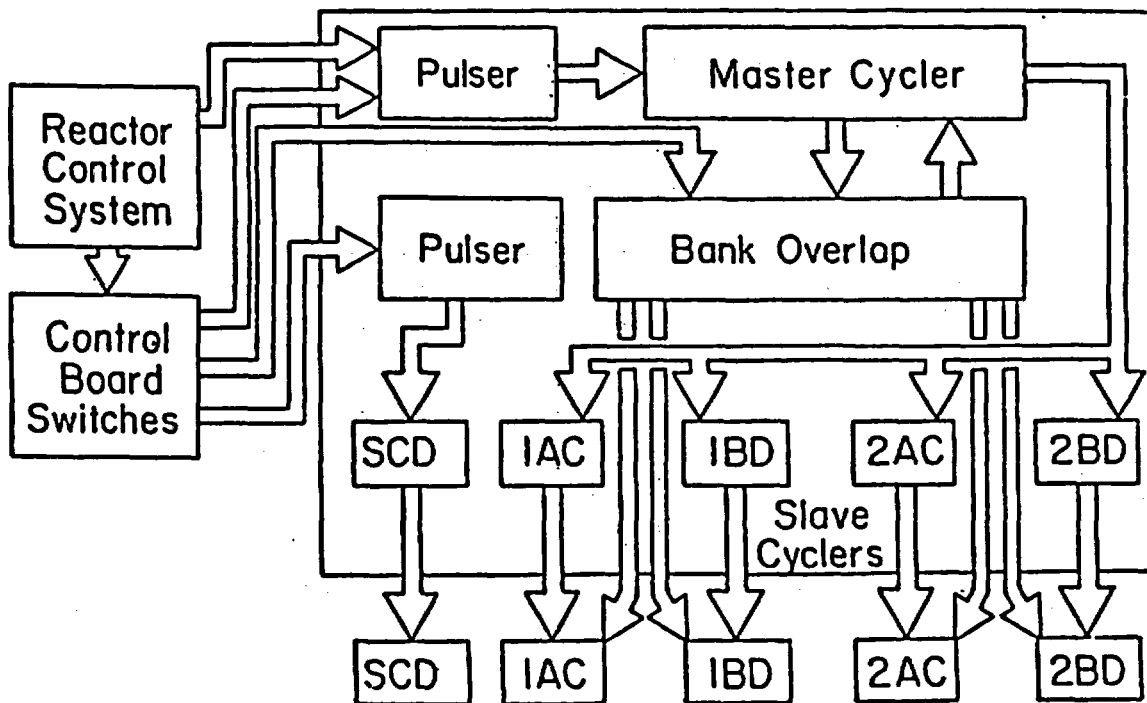 Pulser
Master Cycler
Reactor
Control
System
Pulser
Bank Overlap
Control
Board
Switches
SCD
1AC
1BD
2AC
2BD
Slave
Cyclers
SCD
1AC
1BD
2AC
2BD